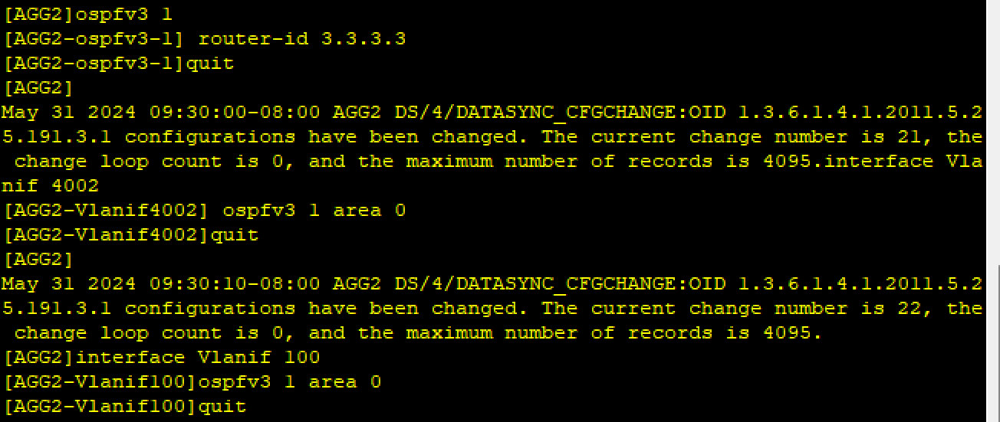 [AGG2]ospfv3 1
[AGG2-ospfv3-1] router-id 3.3.3.3
[AGG2-ospfv3-1]quit
[AGG2]
May 31 2024 09:30:00-08:00 AGG2 DS/4/DATASYNC_CFGCHANGE:OID 1.3.6.1.4.1.2011.5.2
5.191.3.1 configurations have been changed. The current change number is 21, the
 change loop count is 0, and the maximum number of records is 4095.interface Vla
nif 4002
[AGG2-Vlanif4002] ospfv3 1 area 0
[AGG2-Vlanif4002]quit
[AGG2]
May 31 2024 09:30:10-08:00 AGG2 DS/4/DATASYNC_CFGCHANGE:OID 1.3.6.1.4.1.2011.5.2
5.191.3.1 configurations have been changed. The current change number is 22, the
 change loop count is 0, and the maximum number of records is 4095.
[AGG2]interface Vlanif 100
[AGG2-Vlanif100]ospfv3 1 area 0
[AGG2-Vlanif100]quit